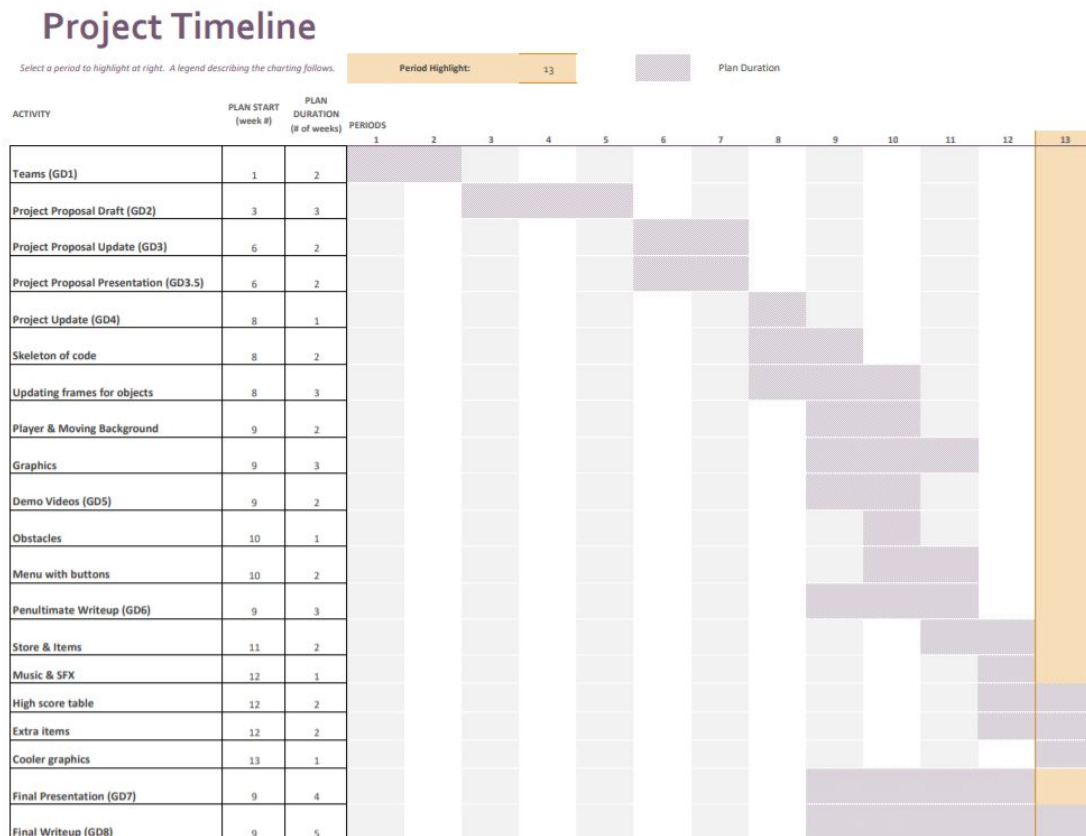 Project Timeline
Select a period to highlight at right.  A legend describing the charting follows.
Period Highlight: 13
Plan Duration
ACTIVITY
PLAN START (week #)
PLAN DURATION (# of weeks)
PERIODS
1 2 3 4 5 6 7 8 9 10 11 12 13
Teams (GD1) 1 2
Project Proposal Draft (GD2) 3 3
Project Proposal Update (GD3) 6 2
Project Proposal Presentation (GD3.5) 6 2
Project Update (GD4) 8 1
Skeleton of code 8 2
Updating frames for objects 8 3
Player & Moving Background 9 2
Graphics 9 3
Demo Videos (GD5) 9 2
Obstacles 10 1
Menu with buttons 10 2
Penultimate Writeup (GD6) 9 3
Store & Items 11 2
Music & SFX 12 1
High score table 12 2
Extra items 12 2
Cooler graphics 13 1
Final Presentation (GD7) 9 4
Final Writeup (GD8) 9 5